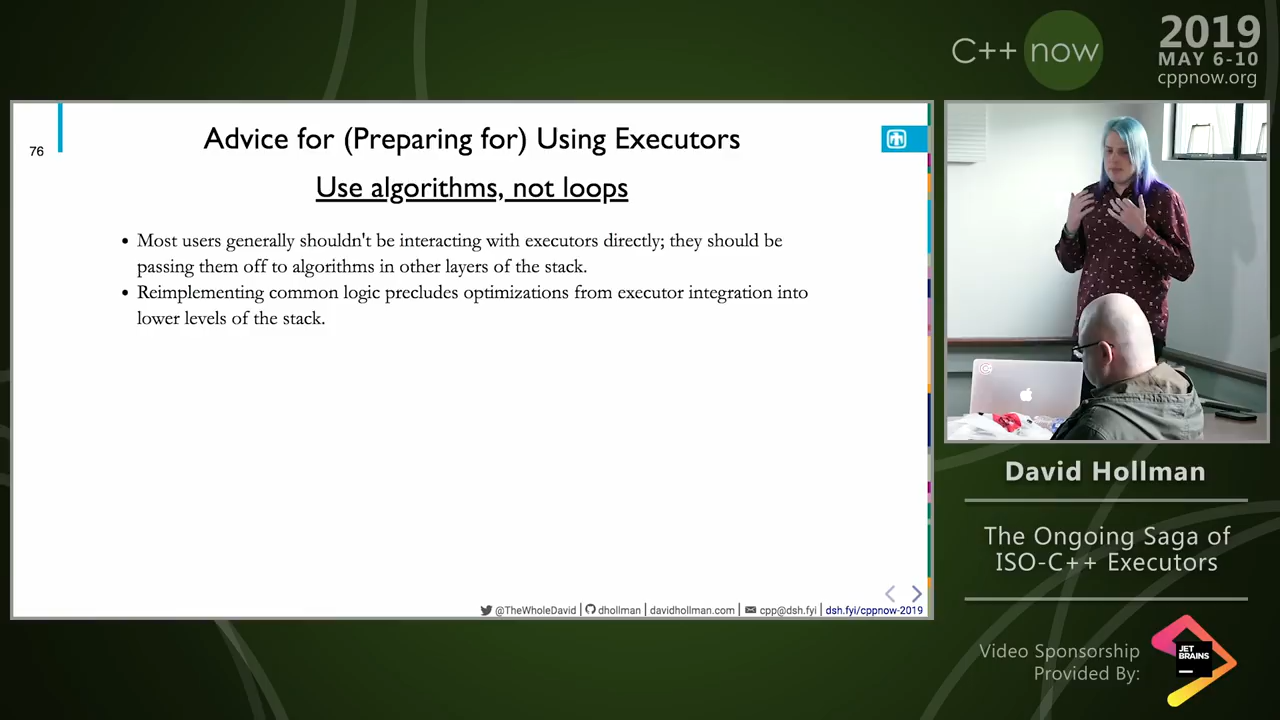 C++ now
2019
MAY 6-10
cppnow.org
76
Advice for (Preparing for) Using Executors
Use algorithms, not loops
• Most users generally shouldn't be interacting with executors directly; they should be
passing them off to algorithms in other layers of the stack.
• Reimplementing common logic precludes optimizations from executor integration into
lower levels of the stack.
@TheWholeDavid | dhollman | davidhollman.com | cpp@dsh.fyi | dsh.fyi/cppnow-2019
David Hollman
The Ongoing Saga of
ISO-C++ Executors
Video Sponsorship
Provided By:
JET
BRAINS